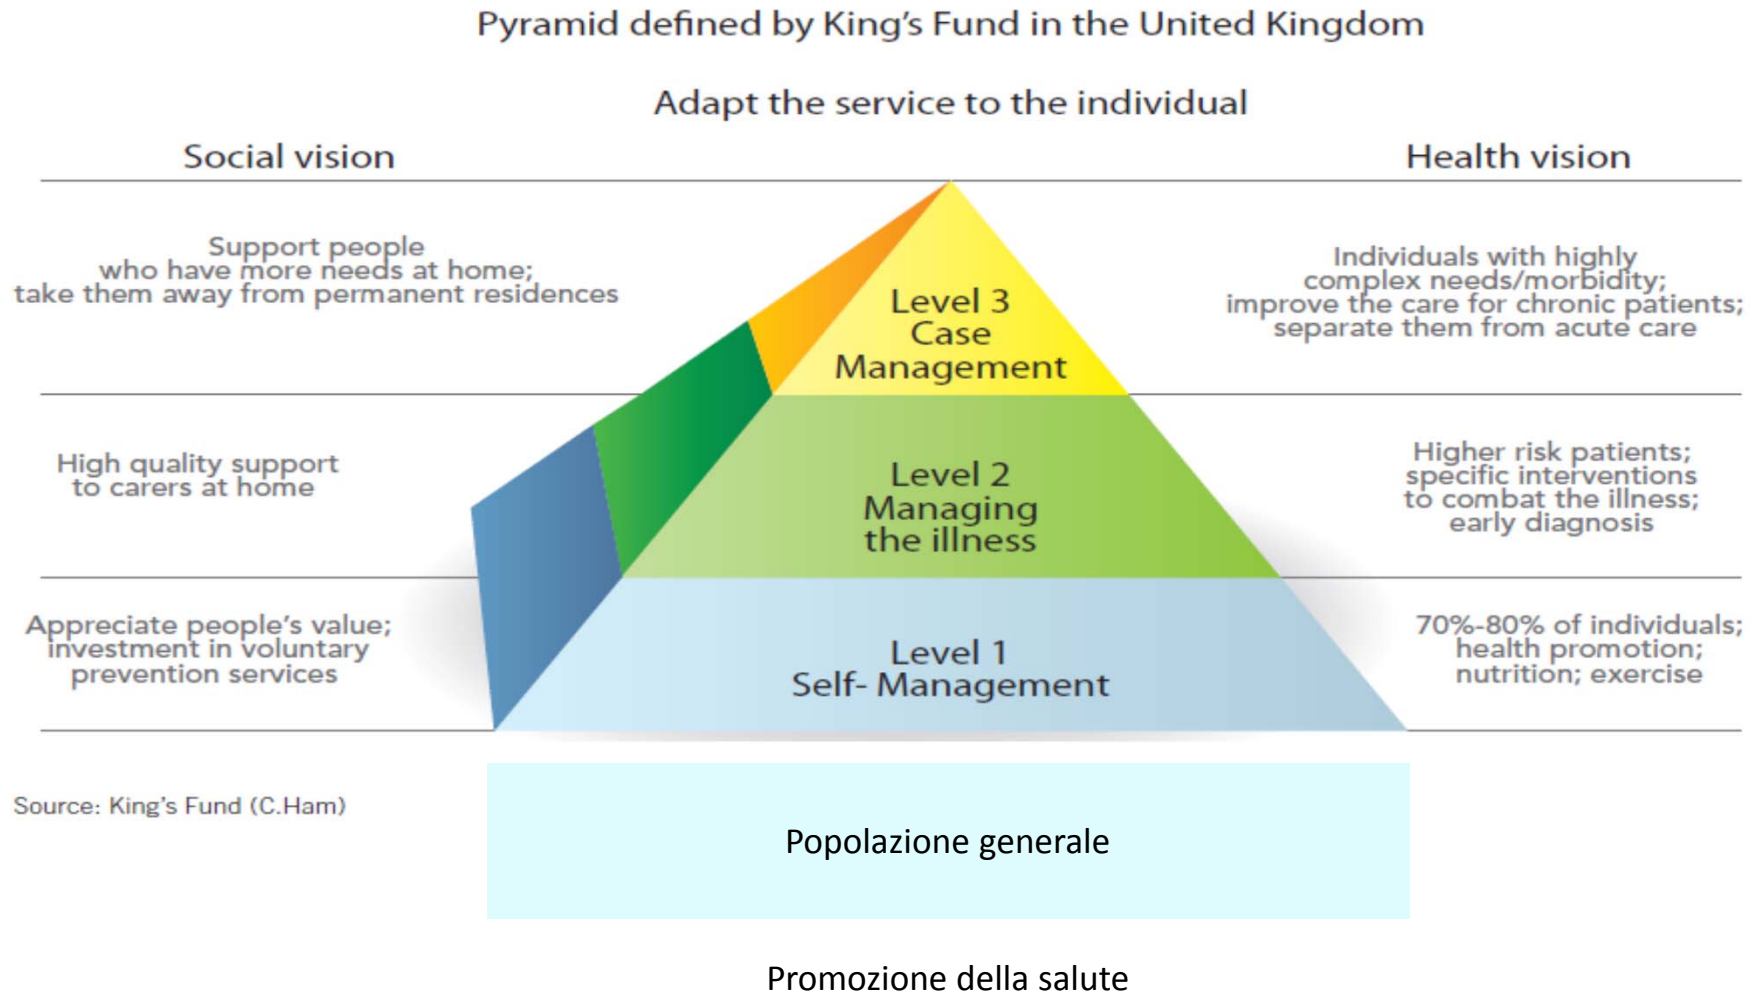 Pyramid defined by King's Fund in the United Kingdom
Adapt the service to the individual
Social vision
Health vision
Support people
who have more needs at home;
take them away from permanent residences
Level 3
Case
Management
Individuals with highly
complex needs/morbidity;
improve the care for chronic patients;
separate them from acute care
High quality support
to carers at home
Level 2
Managing
the illness
Higher risk patients;
specific interventions
to combat the illness;
early diagnosis
Appreciate people's value;
investment in voluntary
prevention services
Level 1
Self- Management
70%-80% of individuals;
health promotion;
nutrition; exercise
Source: King's Fund (C.Ham)
Popolazione generale
Promozione della salute